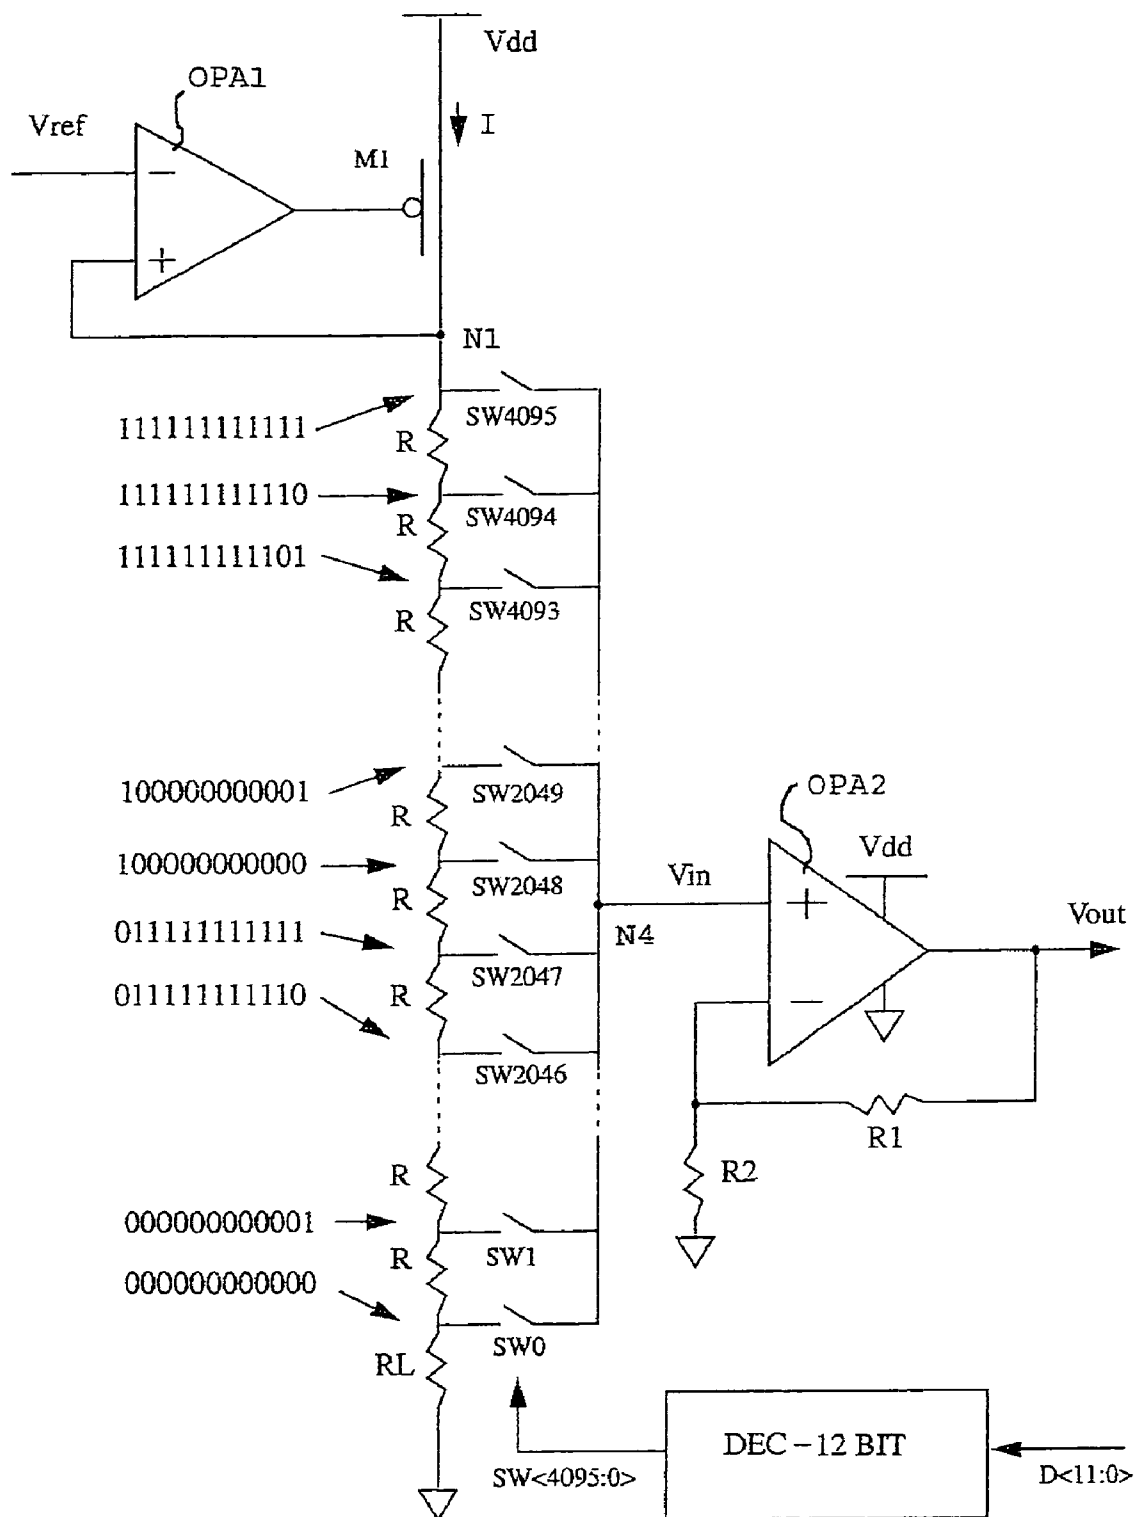 Vdd
OPA1
I
Vref
M1
−
+
N1
SW4095
111111111111
R
111111111110
SW4094
R
111111111101
SW4093
R
100000000001
SW2049
OPA2
R
Vdd
100000000000
SW2048
Vin
+
Vout
R
011111111111
N4
SW2047
011111111110
R
−
SW2046
R1
R
R2
000000000001
SW1
R
000000000000
SW0
RL
DEC – 12 BIT
SW<4095:0>
D<11:0>